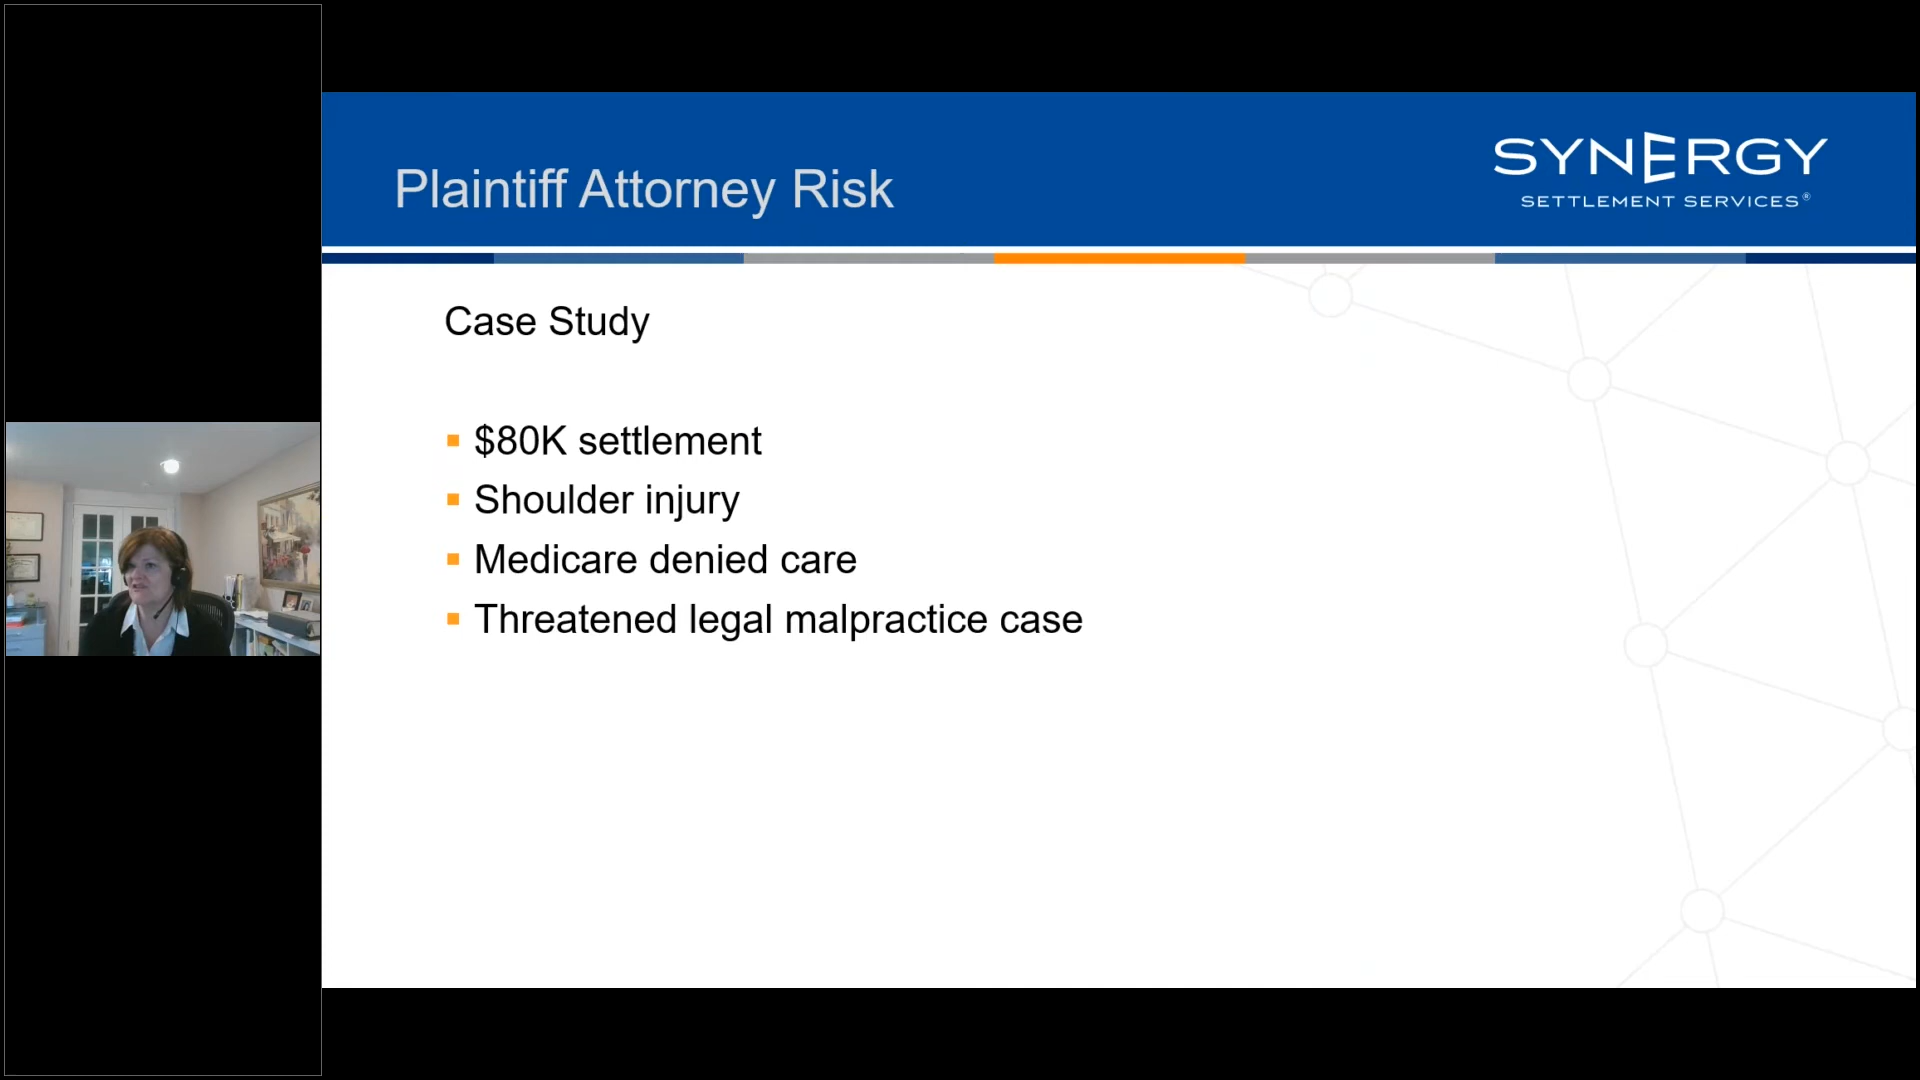 Plaintiff Attorney Risk
SYNERGY
SETTLEMENT SERVICES®
Case Study
$80K settlement
Shoulder injury
Medicare denied care
Threatened legal malpractice case